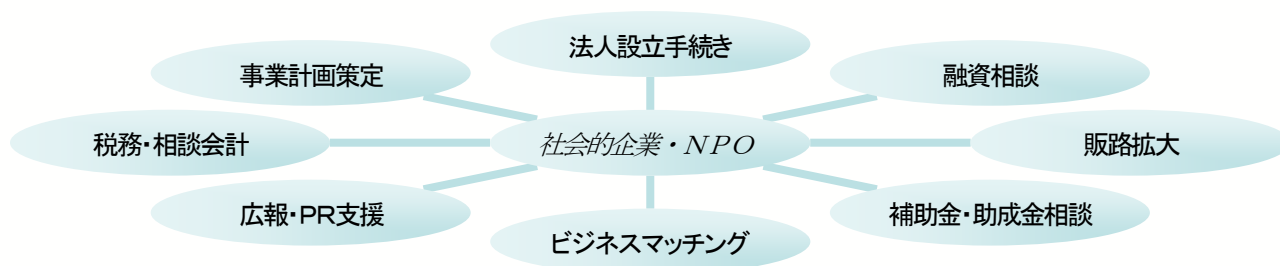 法人設立手続き
事業計画策定
融資相談
税務・相談会計
社会的企業・NPO
販路拡大
広報・PR支援
補助金・助成金相談
ビジネスマッチング